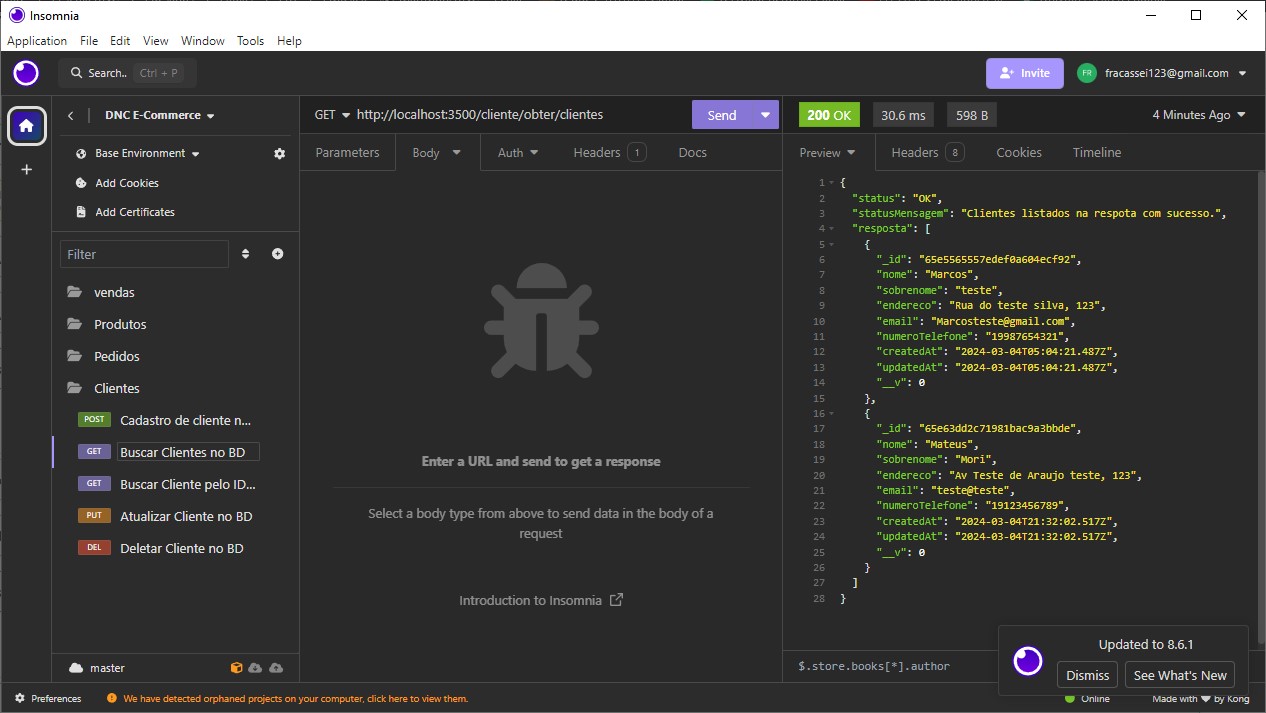 Insomnia
Application File Edit View Window Tools Help
Search.. Ctrl + P
Invite
FR fracassei123@gmail.com
DNC E-Commerce
Base Environment
Add Cookies
Add Certificates
Filter
vendas
Produtos
Pedidos
Clientes
POST Cadastro de cliente n...
GET Buscar Clientes no BD
GET Buscar Cliente pelo ID...
PUT Atualizar Cliente no BD
DEL Deletar Cliente no BD
master
GET http://localhost:3500/cliente/obter/clientes Send
Parameters Body Auth Headers 1 Docs
Enter a URL and send to get a response
Select a body type from above to send data in the body of a
request
Introduction to Insomnia
200 OK 30.6 ms 598 B 4 Minutes Ago
Preview Headers 8 Cookies Timeline
1 {
2 "status": "OK",
3 "statusMensagem": "Clientes listados na respota com sucesso.",
4 "resposta": [
5 {
6 "_id": "65e5565557edef0a604ecf92",
7 "nome": "Marcos",
8 "sobrenome": "teste",
9 "endereco": "Rua do teste silva, 123",
10 "email": "Marcosteste@gmail.com",
11 "numeroTelefone": "19987654321",
12 "createdAt": "2024-03-04T05:04:21.487Z",
13 "updatedAt": "2024-03-04T05:04:21.487Z",
14 "__v": 0
15 },
16 {
17 "_id": "65e63dd2c71981bac9a3bbde",
18 "nome": "Mateus",
19 "sobrenome": "Mori",
20 "endereco": "Av Teste de Araujo teste, 123",
21 "email": "teste@teste",
22 "numeroTelefone": "19123456789",
23 "createdAt": "2024-03-04T21:32:02.517Z",
24 "updatedAt": "2024-03-04T21:32:02.517Z",
25 "__v": 0
26 }
27 ]
28 }
$.store.books[*].author
Updated to 8.6.1
Dismiss See What's New
Preferences We have detected orphaned projects on your computer, click here to view them. Online Made with ❤ by Kong